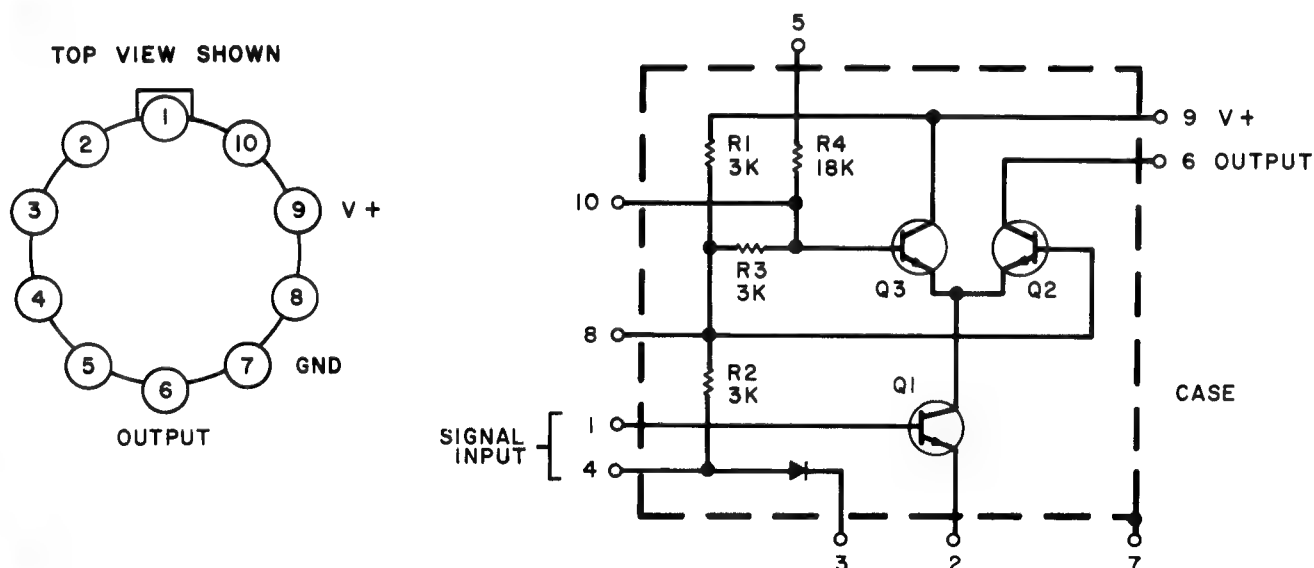 TOP VIEW SHOWN
1
2
10
3
9
V +
4
8
5
7
GND
6
OUTPUT
5
9 V +
R1
3K
R4
18K
6 OUTPUT
10
R3
3K
Q3
Q2
8
R2
3K
Q1
CASE
SIGNAL
INPUT
1
4
3
2
7